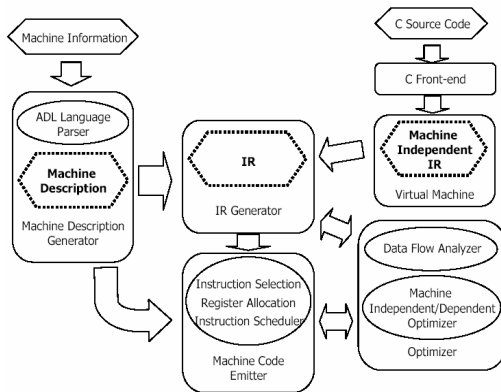 Machine Information
C Source Code
ADL Language
Parser
Machine
Description
Machine Description
Generator
IR
IR Generator
C Front-end
Machine
Independent
IR
Virtual Machine
Instruction Selection
Register Allocation
Instruction Scheduler
Machine Code
Emitter
Data Flow Analyzer
Machine
Independent/Dependent
Optimizer
Optimizer